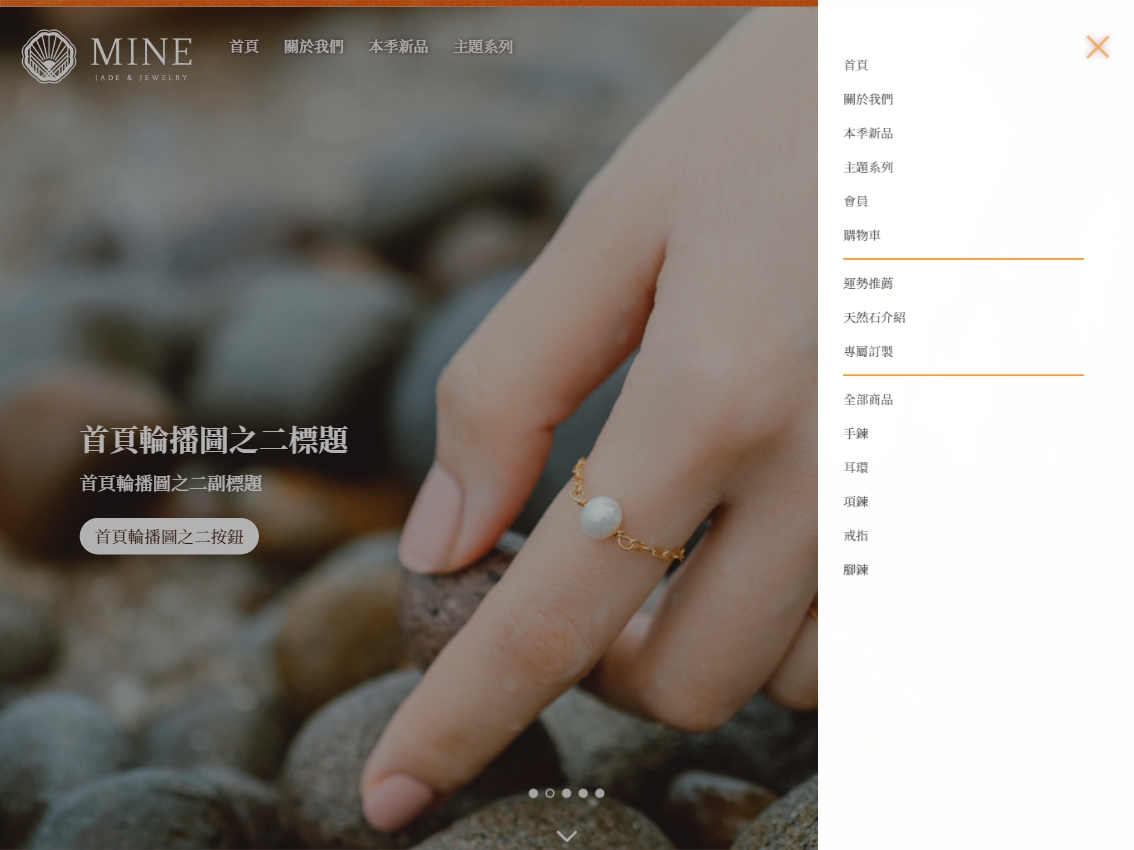 MINE
JADE & JEWELRY
首頁 關於我們 本季新品 主題系列
首頁輪播圖之二標題
首頁輪播圖之二副標題
首頁輪播圖之二按鈕
首頁
關於我們
本季新品
主題系列
會員
購物車
運勢推薦
天然石介紹
專屬訂製
全部商品
手鍊
耳環
項鍊
戒指
腳鍊